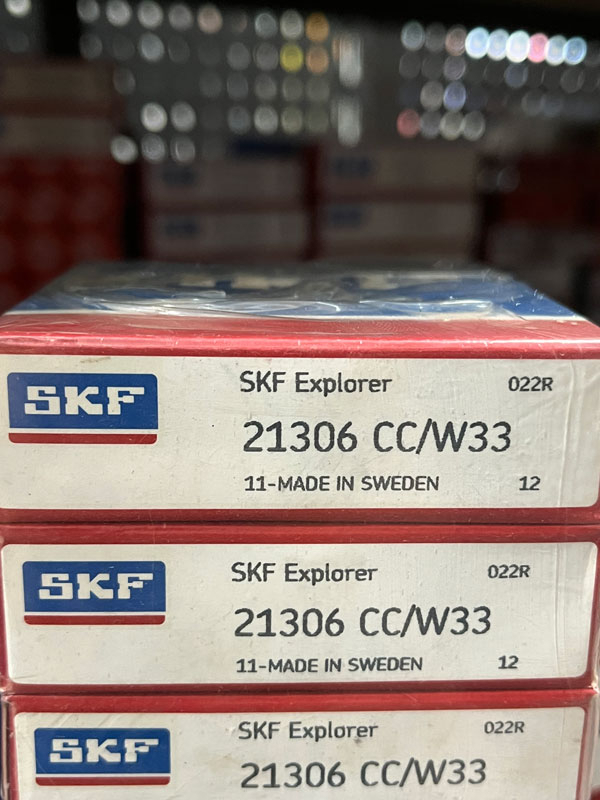 SKF
SKF Explorer 022R
21306 CC/W33
11-MADE IN SWEDEN 12
SKF
SKF Explorer 022R
21306 CC/W33
11-MADE IN SWEDEN 12
SKF
SKF Explorer 022R
21306 CC/W33